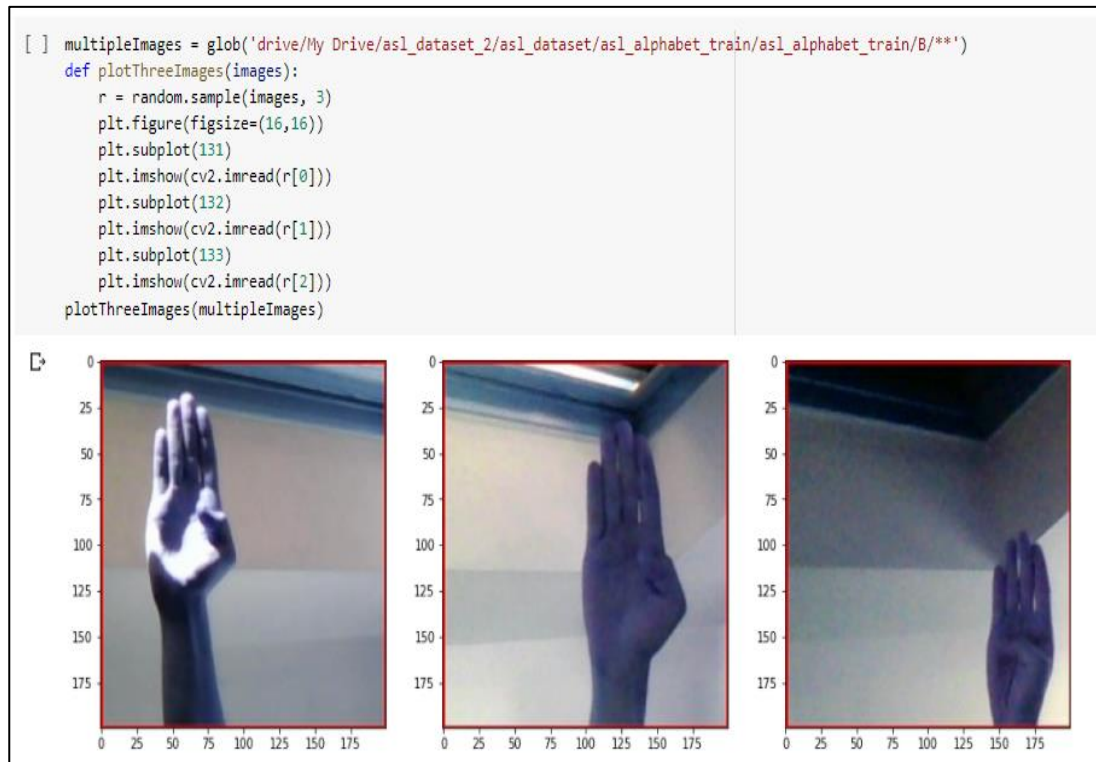 [ ] multipleImages = glob('drive/My Drive/asl_dataset_2/asl_dataset/asl_alphabet_train/asl_alphabet_train/B/**')
def plotThreeImages(images):
r = random.sample(images, 3)
plt.figure(figsize=(16,16))
plt.subplot(131)
plt.imshow(cv2.imread(r[0]))
plt.subplot(132)
plt.imshow(cv2.imread(r[1]))
plt.subplot(133)
plt.imshow(cv2.imread(r[2]))
plotThreeImages(multipleImages)
0 0 0
25 25 25
50 50 50
75 75 75
100 100 100
125 125 125
150 150 150
175 175 175
0 25 50 75 100 125 150 175 0 25 50 75 100 125 150 175 0 25 50 75 100 125 150 175